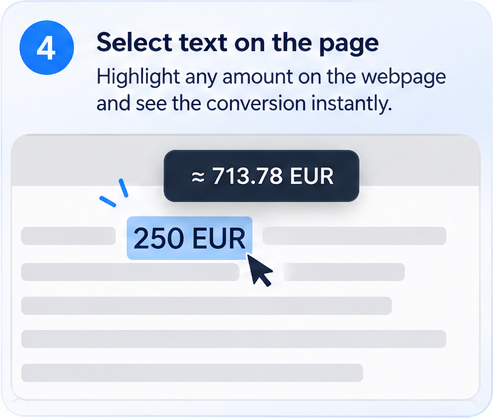 4
Select text on the page
Highlight any amount on the webpage
and see the conversion instantly.
≈ 713.78 EUR
250 EUR